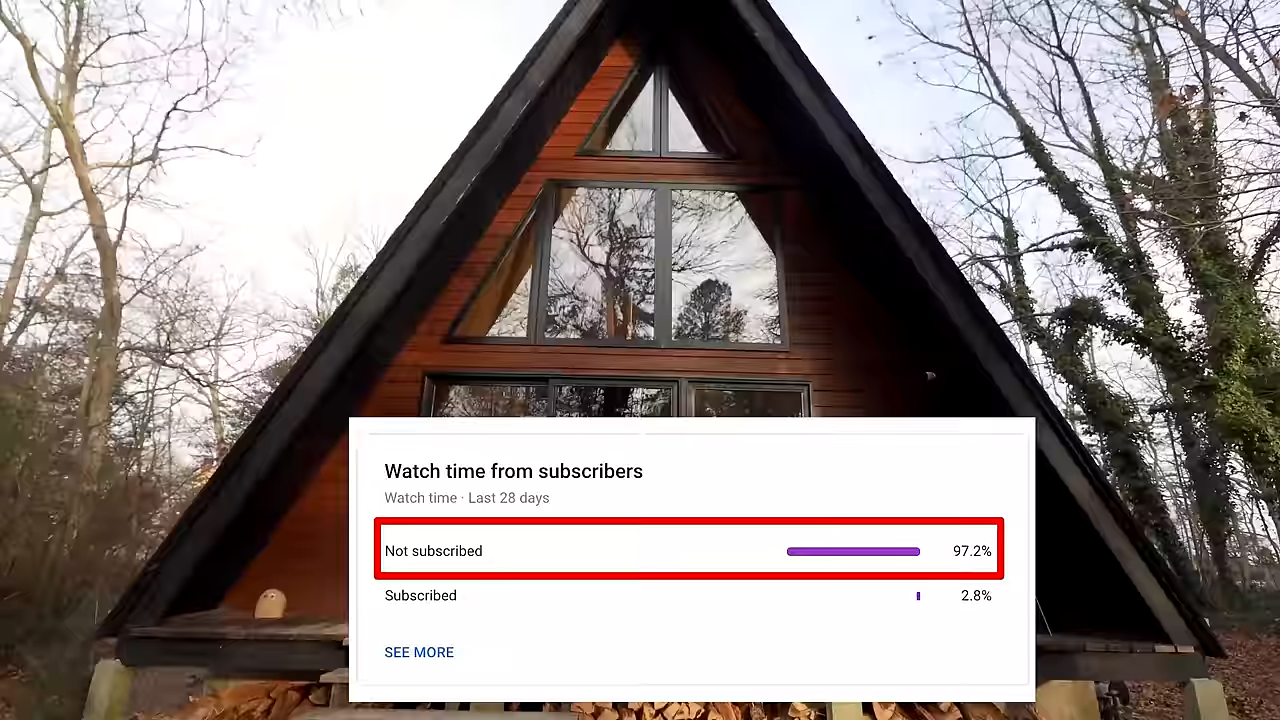 Watch time from subscribers
Watch time · Last 28 days
Not subscribed 97.2%
Subscribed 2.8%
SEE MORE